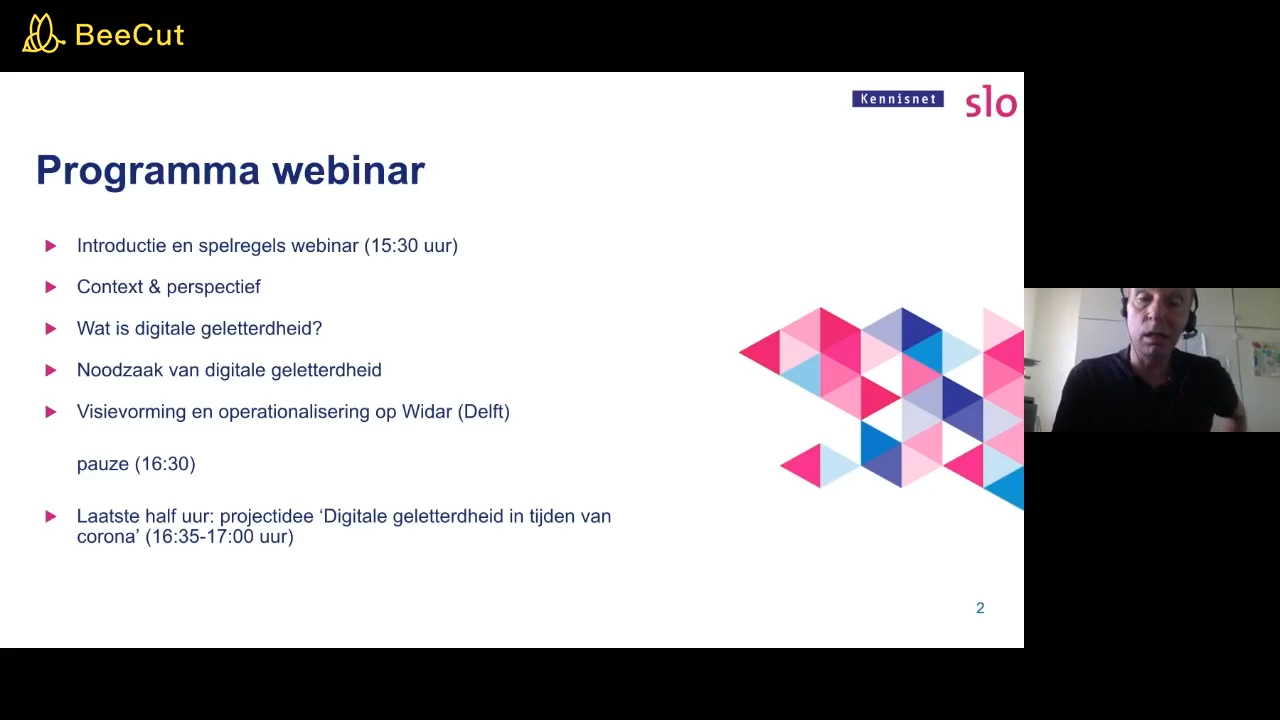 BeeCut
Kennisnet
slo
Programma webinar
Introductie en spelregels webinar (15:30 uur)
Context & perspectief
Wat is digitale geletterdheid?
Noodzaak van digitale geletterdheid
Visievorming en operationalisering op Widar (Delft)
pauze (16:30)
Laatste half uur: projectidee ‘Digitale geletterdheid in tijden van
corona’ (16:35-17:00 uur)
2